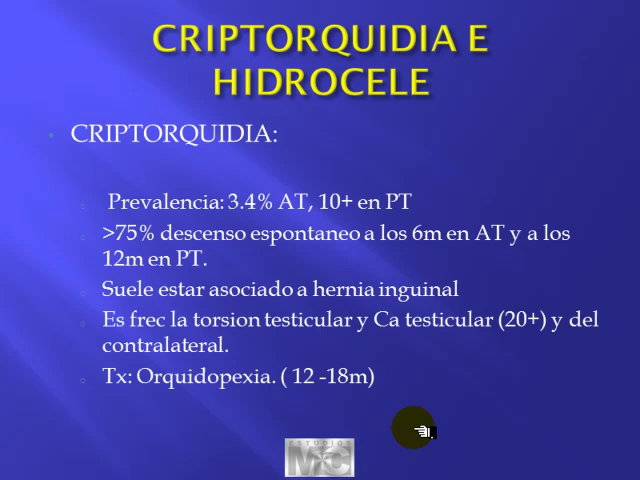 CRIPTORQUIDIA E
HIDROCELE
CRIPTORQUIDIA:
Prevalencia: 3.4% AT, 10+ en PT
>75% descenso espontaneo a los 6m en AT y a los
12m en PT.
Suele estar asociado a hernia inguinal
Es frec la torsion testicular y Ca testicular (20+) y del
contralateral.
Tx: Orquidopexia. ( 12 -18m)
ESTUDIOS
MYC